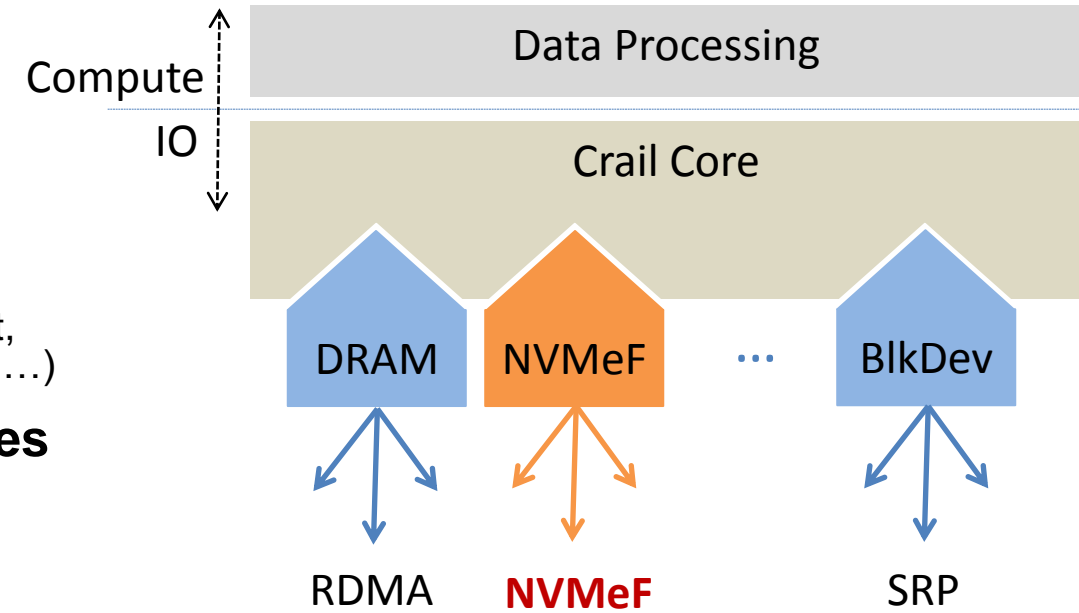 Data Processing
Compute
IO
Crail Core
…)
DRAM
NVMeF
...
BlkDev
RDMA
NVMeF
SRP